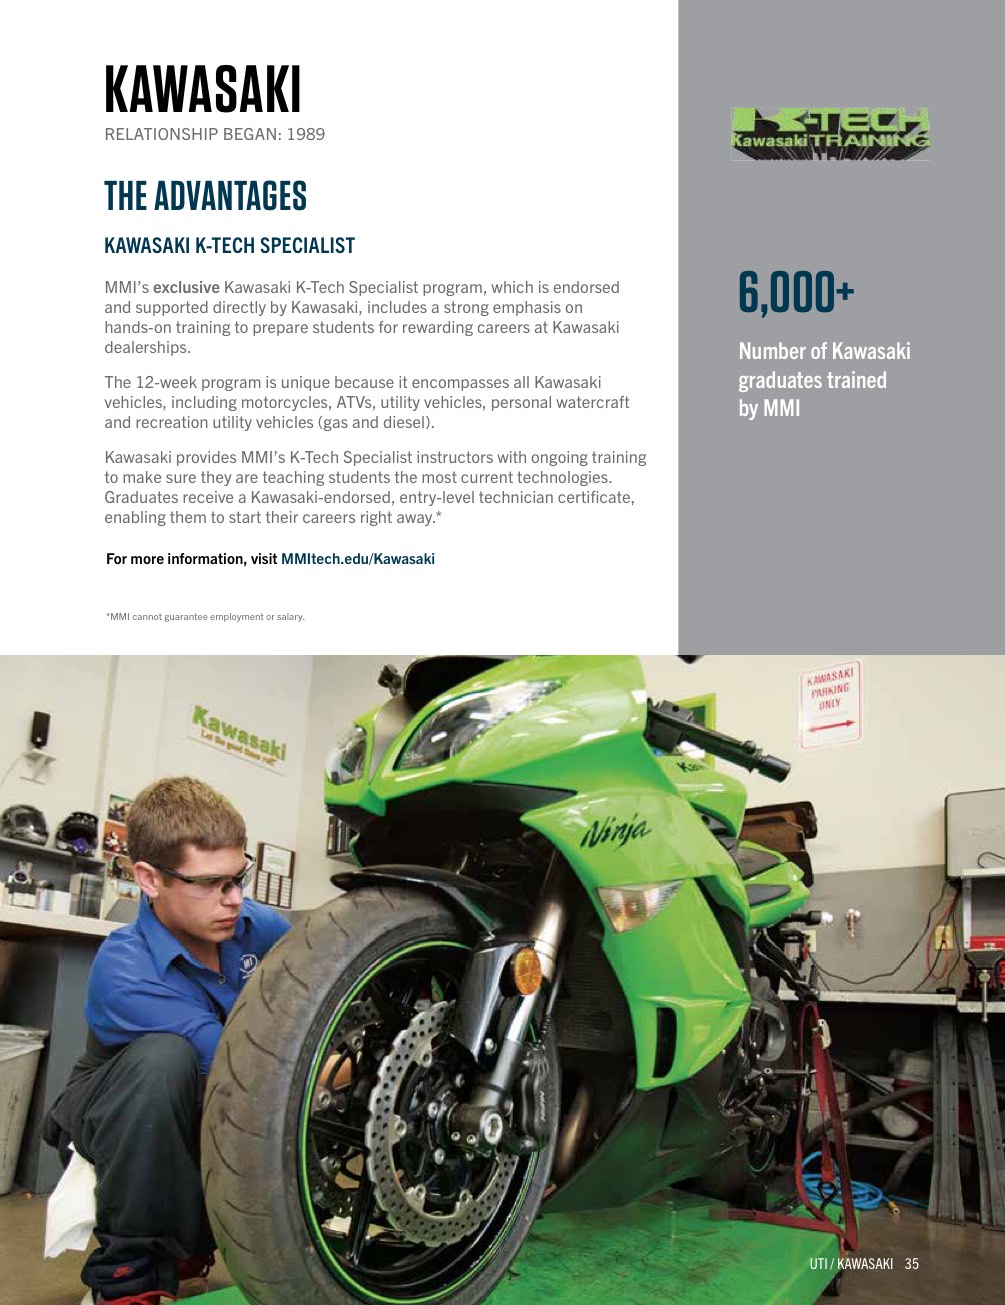 KAWASAKI
RELATIONSHIP BEGAN: 1989
THE ADVANTAGES
KAWASAKI K-TECH SPECIALIST
MMI’s exclusive Kawasaki K-Tech Specialist program, which is endorsed
and supported directly by Kawasaki, includes a strong emphasis on
hands-on training to prepare students for rewarding careers at Kawasaki
dealerships.
The 12-week program is unique because it encompasses all Kawasaki
vehicles, including motorcycles, ATVs, utility vehicles, personal watercraft
and recreation utility vehicles (gas and diesel).
Kawasaki provides MMI’s K-Tech Specialist instructors with ongoing training
to make sure they are teaching students the most current technologies.
Graduates receive a Kawasaki-endorsed, entry-level technician certificate,
enabling them to start their careers right away.*
For more information, visit MMItech.edu/Kawasaki
*MMI cannot guarantee employment or salary.
K-TECH
Kawasaki TRAINING
6,000+
Number of Kawasaki
graduates trained
by MMI
Kawasaki
Let the good times roll.
KAWASAKI
PARKING
ONLY
Ninja
UTI / KAWASAKI 35